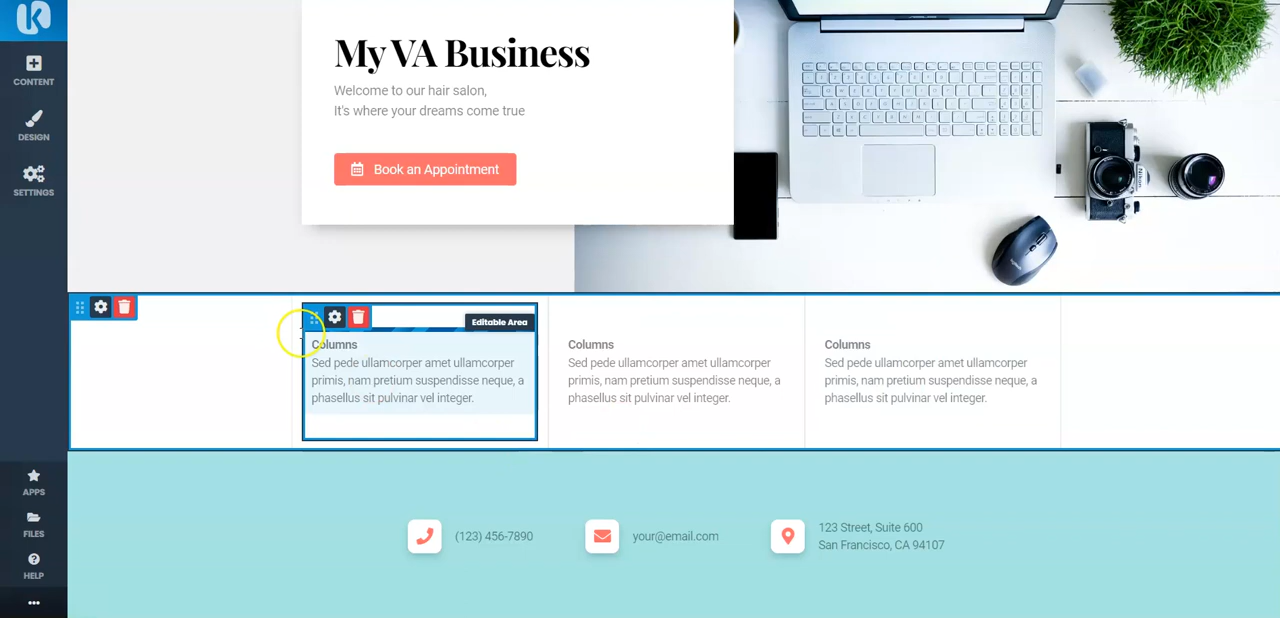 CONTENT
DESIGN
SETTINGS
APPS
FILES
HELP
My VA Business
Welcome to our hair salon,
It's where your dreams come true
Book an Appointment
Editable Area
Columns
Sed pede ullamcorper amet ullamcorper
primis, nam pretium suspendisse neque, a
phasellus sit pulvinar vel integer.
Columns
Sed pede ullamcorper amet ullamcorper
primis, nam pretium suspendisse neque, a
phasellus sit pulvinar vel integer.
Columns
Sed pede ullamcorper amet ullamcorper
primis, nam pretium suspendisse neque, a
phasellus sit pulvinar vel integer.
(123) 456-7890
your@email.com
123 Street, Suite 600
San Francisco, CA 94107
Nikon